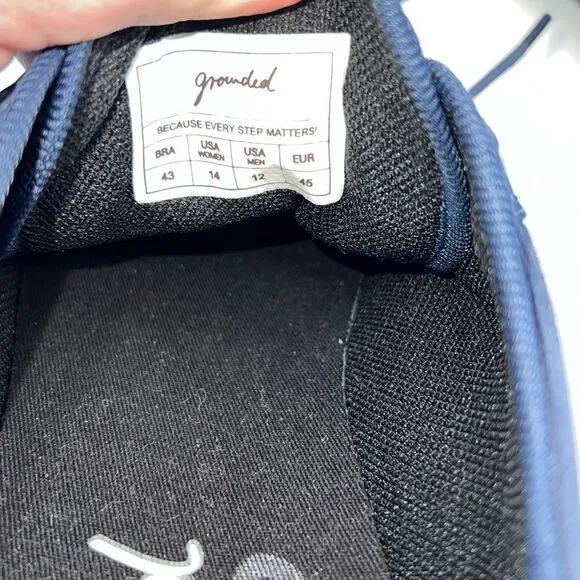 grounded
BECAUSE EVERY STEP MATTERS'
BRA USA WOMEN USA MEN EUR
43 14 12 45